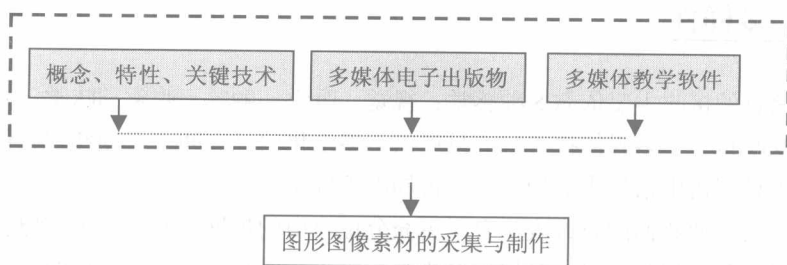 概念、特性、关键技术
多媒体电子出版物
多媒体教学软件
图形图像素材的采集与制作